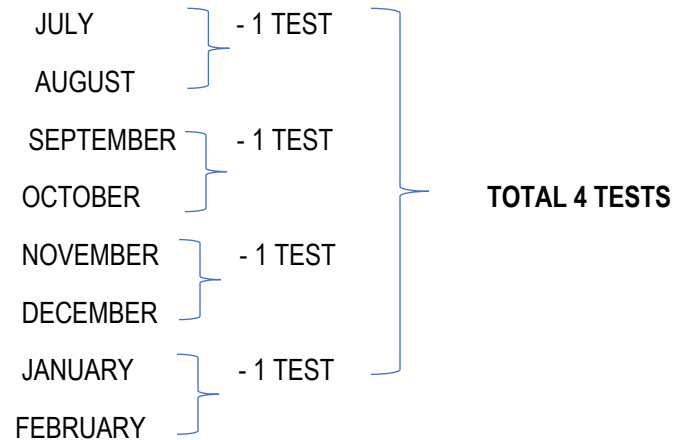 JULY - 1 TEST
AUGUST
SEPTEMBER - 1 TEST
OCTOBER
TOTAL 4 TESTS
NOVEMBER - 1 TEST
DECEMBER
JANUARY - 1 TEST
FEBRUARY